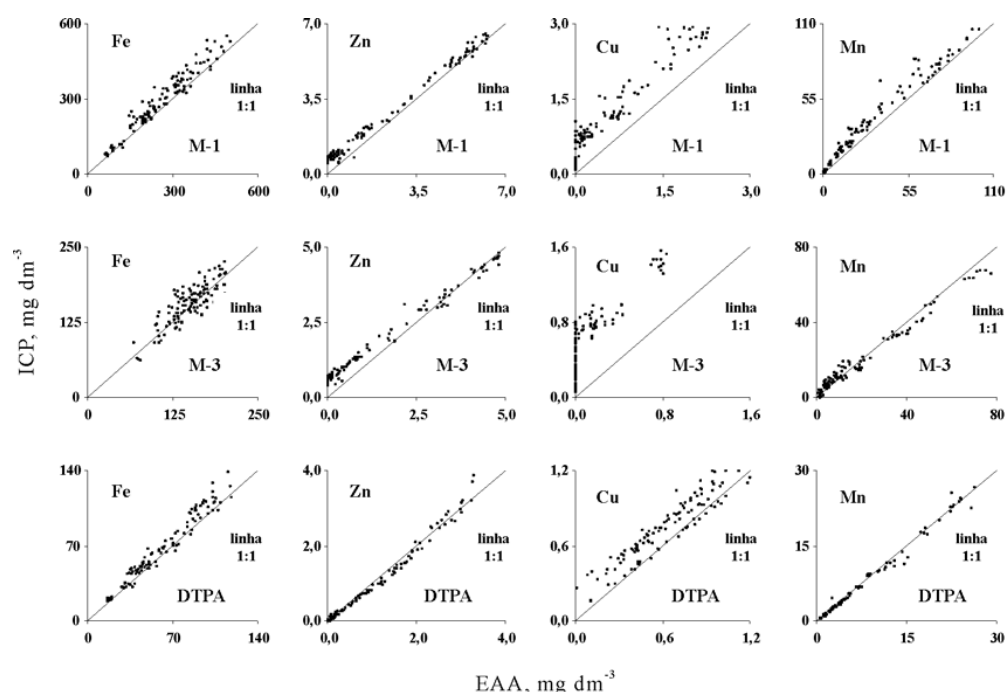 600
Fe
300
linha
1:1
M-1
0
0
300
600
7,0
Zn
3,5
linha
1:1
M-1
0,0
0,0
3,5
7,0
3,0
Cu
1,5
linha
1:1
M-1
0,0
0,0
1,5
3,0
110
Mn
55
linha
1:1
M-1
0
0
55
110
ICP, mg dm-3
250
Fe
125
linha
1:1
M-3
0
0
125
250
5,0
Zn
2,5
linha
1:1
M-3
0,0
0,0
2,5
5,0
1,6
Cu
0,8
linha
1:1
M-3
0,0
0,0
0,8
1,6
80
Mn
40
linha
1:1
M-3
0
0
40
80
140
Fe
70
linha
1:1
DTPA
0
0
70
140
4,0
Zn
2,0
linha
1:1
DTPA
0,0
0,0
2,0
4,0
1,2
Cu
0,6
linha
1:1
DTPA
0,0
0,0
0,6
1,2
30
Mn
15
linha
1:1
DTPA
0
0
15
30
EAA, mg dm-3